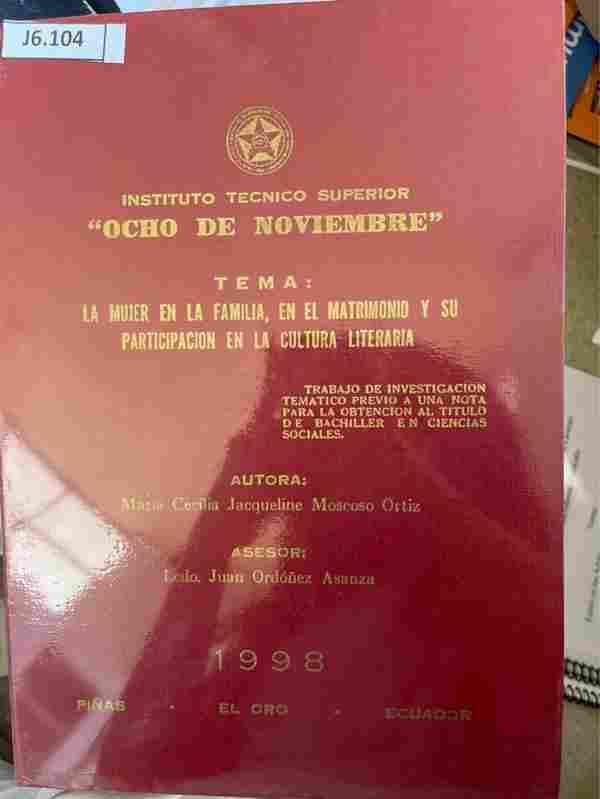 J6.104
INSTITUTO TECNICO SUPERIOR
"OCHO DE NOVIEMBRE"
TEMA:
LA MUJER EN LA FAMILIA, EN EL MATRIMONIO Y SU
PARTICIPACION EN LA CULTURA LITERARIA
TRABAJO DE INVESTIGACION
TEMATICO PREVIO A UNA NOTA
PARA LA OBTENCION AL TITULO
DE BACHILLER EN CIENCIAS
SOCIALES.
AUTORA:
María Cecilia Jacqueline Moscoso Ortiz
ASESOR:
Lcdo. Juan Ordóñez Asanza
1998
PIÑAS - EL ORO - ECUADOR